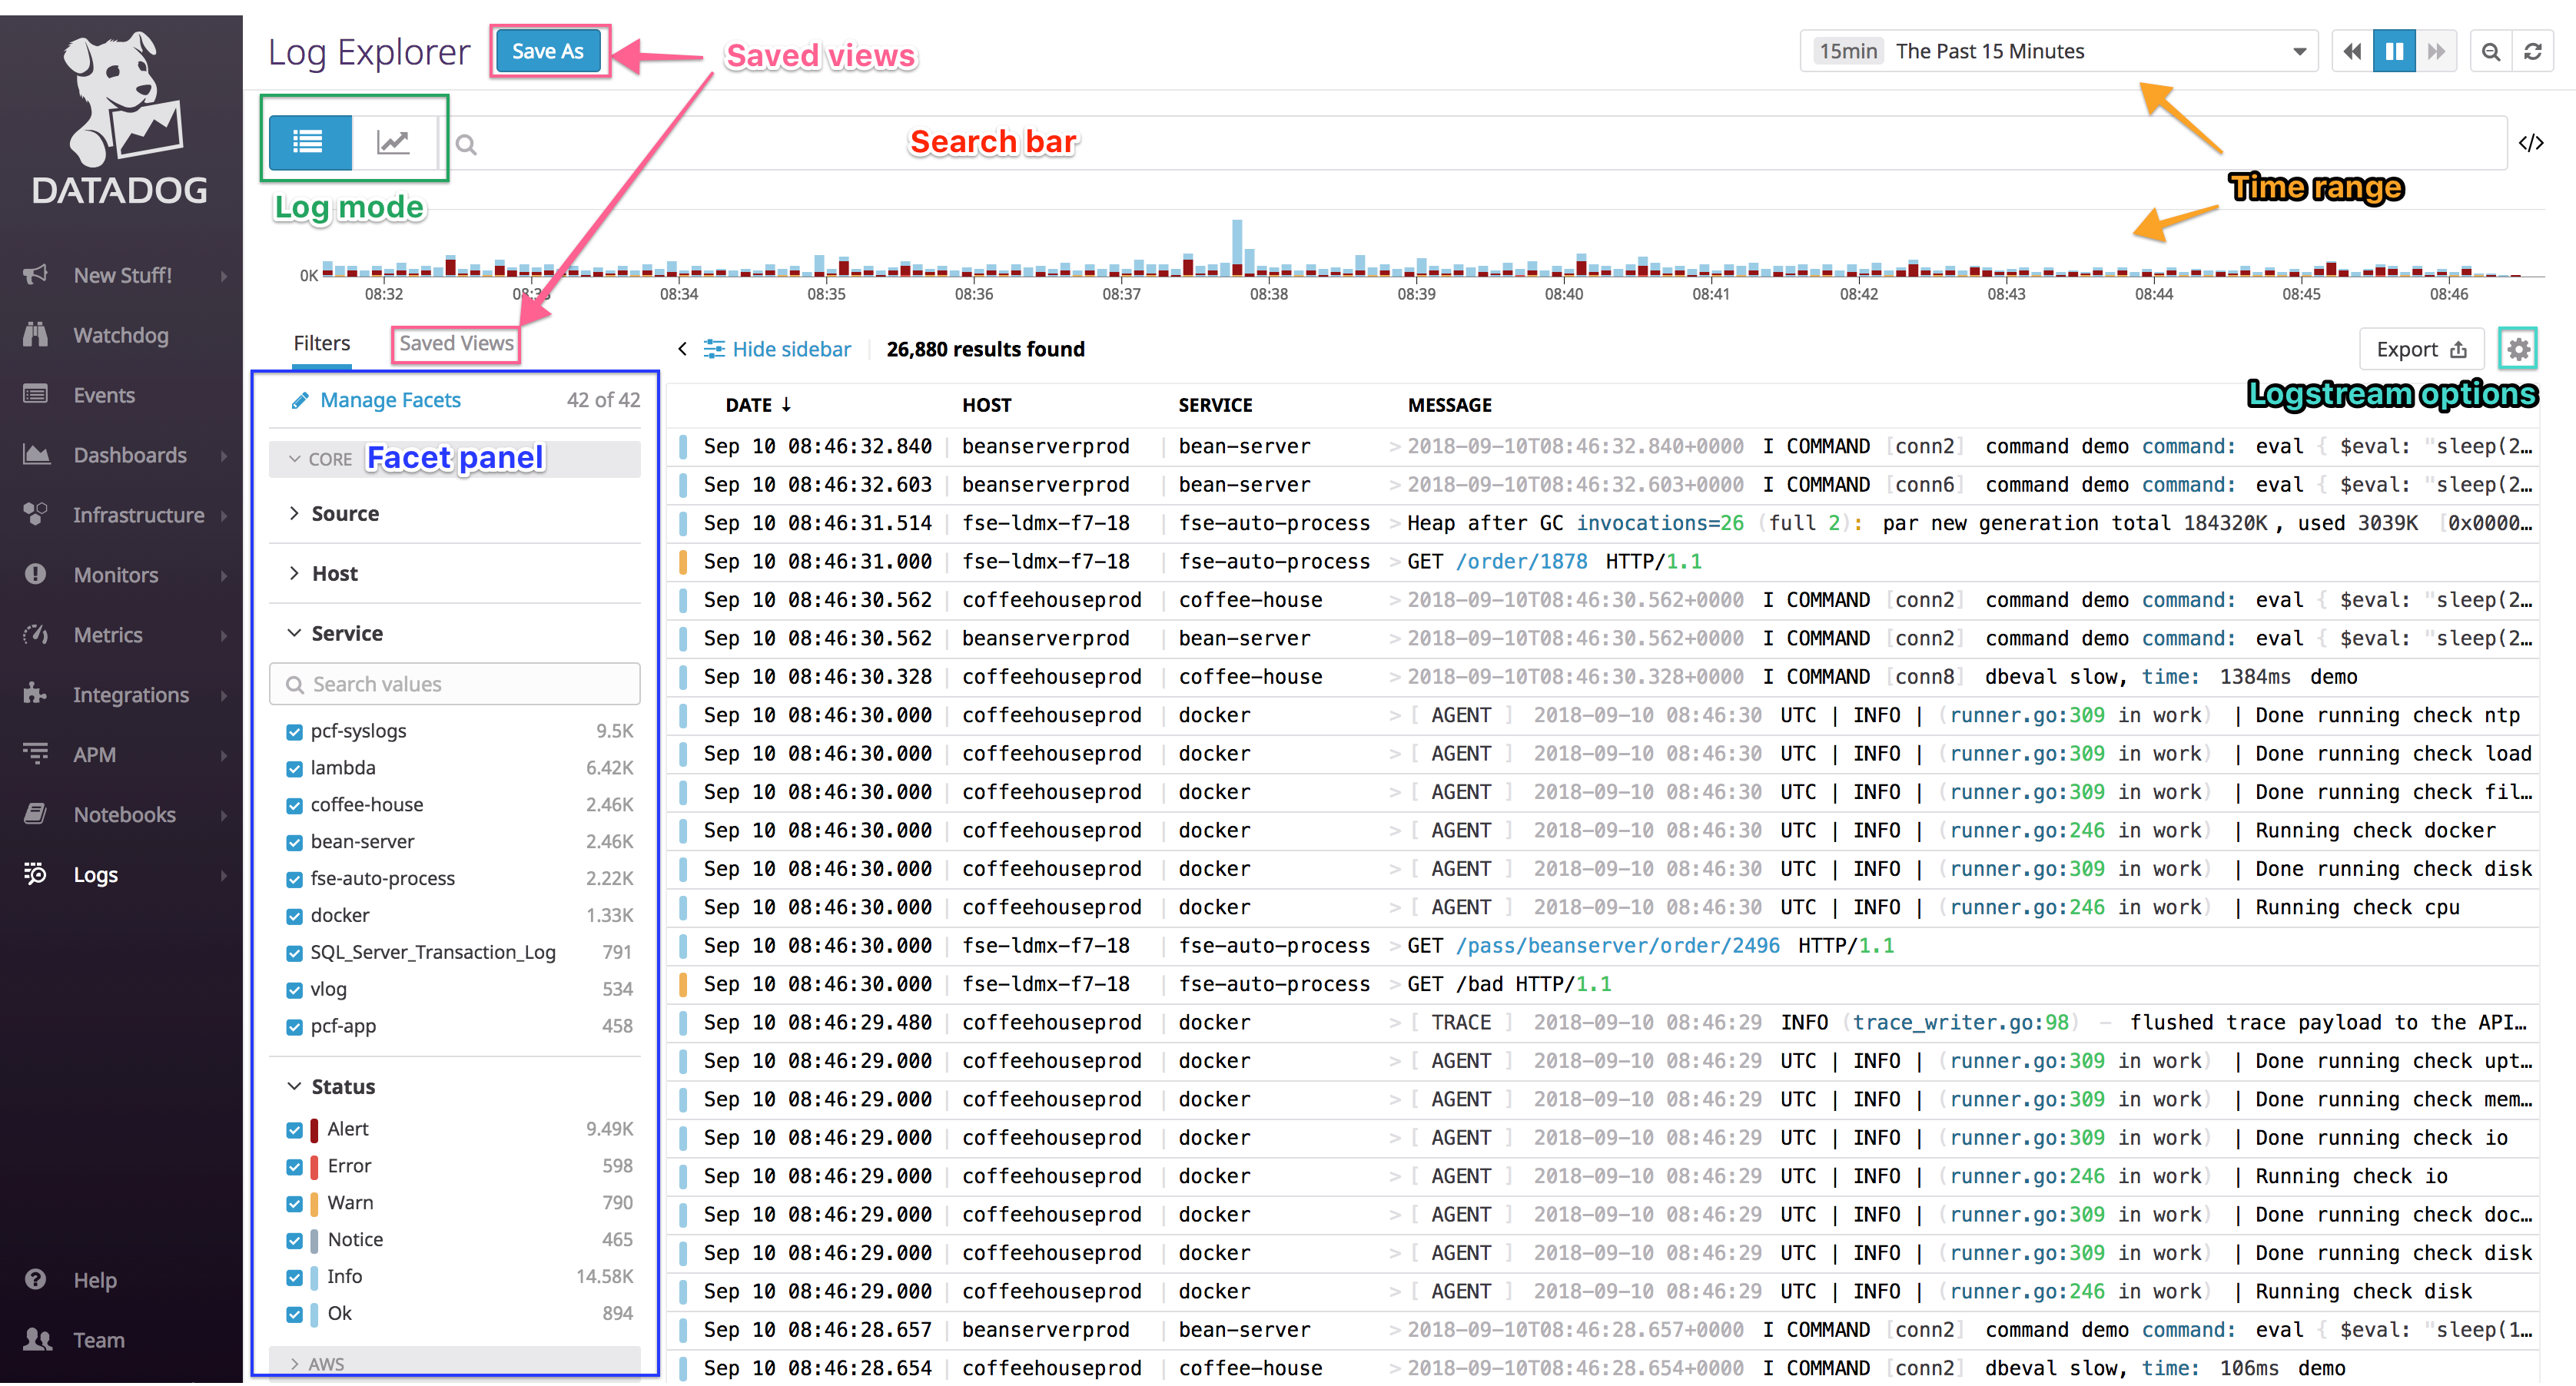 DATADOG
New Stuff!
Watchdog
Events
Dashboards
Infrastructure
Monitors
Metrics
Integrations
APM
Notebooks
Logs
Help
Team
Log Explorer Save As Saved views 15min The Past 15 Minutes
Search bar </>
Log mode Time range
0K
08:32 08:33 08:34 08:35 08:36 08:37 08:38 08:39 08:40 08:41 08:42 08:43 08:44 08:45 08:46
Filters Saved Views Hide sidebar 26,880 results found Export
Logstream options
Manage Facets 42 of 42
CORE Facet panel
Source
Host
Service
Search values
pcf-syslogs 9.5K
lambda 6.42K
coffee-house 2.46K
bean-server 2.46K
fse-auto-process 2.22K
docker 1.33K
SQL_Server_Transaction_Log 791
vlog 534
pcf-app 458
Status
Alert 9.49K
Error 598
Warn 790
Notice 465
Info 14.58K
Ok 894
AWS
DATE ↓ HOST SERVICE MESSAGE
Sep 10 08:46:32.840 | beanserverprod | bean-server > 2018-09-10T08:46:32.840+0000 I COMMAND [conn2] command demo command: eval { $eval: "sleep(2…
Sep 10 08:46:32.603 | beanserverprod | bean-server > 2018-09-10T08:46:32.603+0000 I COMMAND [conn6] command demo command: eval { $eval: "sleep(2…
Sep 10 08:46:31.514 | fse-ldmx-f7-18 | fse-auto-process > Heap after GC invocations=26 (full 2): par new generation total 184320K, used 3039K [0x0000…
Sep 10 08:46:31.000 | fse-ldmx-f7-18 | fse-auto-process > GET /order/1878 HTTP/1.1
Sep 10 08:46:30.562 | coffeehouseprod | coffee-house > 2018-09-10T08:46:30.562+0000 I COMMAND [conn2] command demo command: eval { $eval: "sleep(2…
Sep 10 08:46:30.562 | beanserverprod | bean-server > 2018-09-10T08:46:30.562+0000 I COMMAND [conn2] command demo command: eval { $eval: "sleep(2…
Sep 10 08:46:30.328 | coffeehouseprod | coffee-house > 2018-09-10T08:46:30.328+0000 I COMMAND [conn8] dbeval slow, time: 1384ms demo
Sep 10 08:46:30.000 | coffeehouseprod | docker > [ AGENT ] 2018-09-10 08:46:30 UTC | INFO | (runner.go:309 in work) | Done running check ntp
Sep 10 08:46:30.000 | coffeehouseprod | docker > [ AGENT ] 2018-09-10 08:46:30 UTC | INFO | (runner.go:309 in work) | Done running check load
Sep 10 08:46:30.000 | coffeehouseprod | docker > [ AGENT ] 2018-09-10 08:46:30 UTC | INFO | (runner.go:309 in work) | Done running check fil…
Sep 10 08:46:30.000 | coffeehouseprod | docker > [ AGENT ] 2018-09-10 08:46:30 UTC | INFO | (runner.go:246 in work) | Running check docker
Sep 10 08:46:30.000 | coffeehouseprod | docker > [ AGENT ] 2018-09-10 08:46:30 UTC | INFO | (runner.go:309 in work) | Done running check disk
Sep 10 08:46:30.000 | coffeehouseprod | docker > [ AGENT ] 2018-09-10 08:46:30 UTC | INFO | (runner.go:246 in work) | Running check cpu
Sep 10 08:46:30.000 | fse-ldmx-f7-18 | fse-auto-process > GET /pass/beanserver/order/2496 HTTP/1.1
Sep 10 08:46:30.000 | fse-ldmx-f7-18 | fse-auto-process > GET /bad HTTP/1.1
Sep 10 08:46:29.480 | coffeehouseprod | docker > [ TRACE ] 2018-09-10 08:46:29 INFO (trace_writer.go:98) - flushed trace payload to the API…
Sep 10 08:46:29.000 | coffeehouseprod | docker > [ AGENT ] 2018-09-10 08:46:29 UTC | INFO | (runner.go:309 in work) | Done running check upt…
Sep 10 08:46:29.000 | coffeehouseprod | docker > [ AGENT ] 2018-09-10 08:46:29 UTC | INFO | (runner.go:309 in work) | Done running check mem…
Sep 10 08:46:29.000 | coffeehouseprod | docker > [ AGENT ] 2018-09-10 08:46:29 UTC | INFO | (runner.go:309 in work) | Done running check io
Sep 10 08:46:29.000 | coffeehouseprod | docker > [ AGENT ] 2018-09-10 08:46:29 UTC | INFO | (runner.go:246 in work) | Running check io
Sep 10 08:46:29.000 | coffeehouseprod | docker > [ AGENT ] 2018-09-10 08:46:29 UTC | INFO | (runner.go:309 in work) | Done running check doc…
Sep 10 08:46:29.000 | coffeehouseprod | docker > [ AGENT ] 2018-09-10 08:46:29 UTC | INFO | (runner.go:309 in work) | Done running check disk
Sep 10 08:46:29.000 | coffeehouseprod | docker > [ AGENT ] 2018-09-10 08:46:29 UTC | INFO | (runner.go:246 in work) | Running check disk
Sep 10 08:46:28.657 | beanserverprod | bean-server > 2018-09-10T08:46:28.657+0000 I COMMAND [conn2] command demo command: eval { $eval: "sleep(1…
Sep 10 08:46:28.654 | coffeehouseprod | coffee-house > 2018-09-10T08:46:28.654+0000 I COMMAND [conn2] dbeval slow, time: 106ms demo